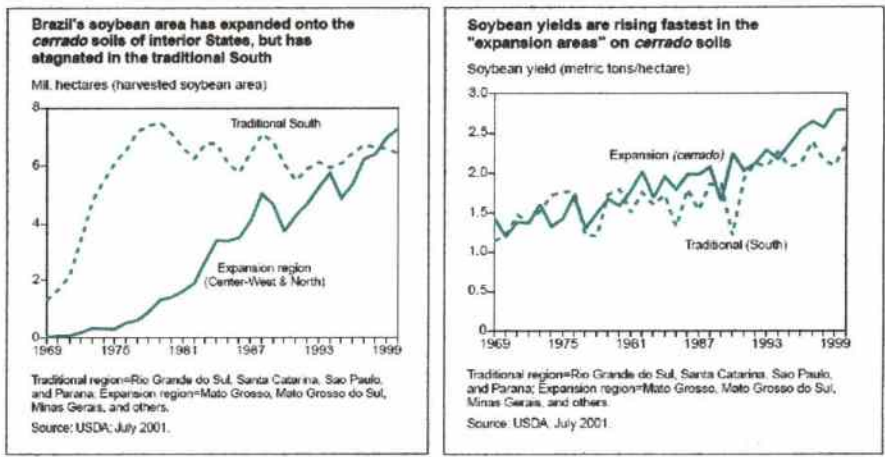 Brazil's soybean area has expanded onto the
cerrado soils of interior States, but has
stagnated in the traditional South
Mil. hectares (harvested soybean area)
8
6
4
2
0
Traditional South
Expansion region
(Center-West & North)
1969 1975 1981 1987 1993 1999
Traditional region=Rio Grande do Sul, Santa Catarina, Sao Paulo,
and Parana; Expansion region=Mato Grosso, Mato Grosso do Sul,
Minas Gerais, and others.
Source: USDA; July 2001.
Soybean yields are rising fastest in the
"expansion areas" on cerrado soils
Soybean yield (metric tons/hectare)
3.0
2.5
2.0
1.5
1.0
0.5
0
Expansion (cerrado)
Traditional (South)
1969 1975 1981 1987 1993 1999
Traditional region=Rio Grande do Sul, Santa Catarina, Sao Paulo,
and Parana; Expansion region=Mato Grosso, Mato Grosso do Sul,
Minas Gerais, and others.
Source: USDA, July 2001.